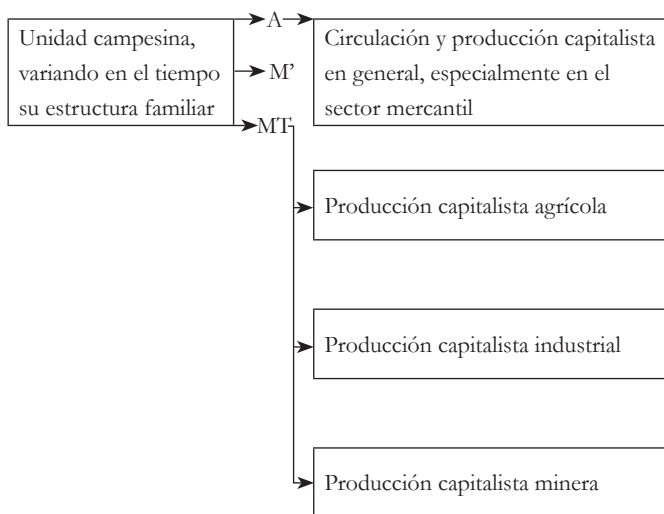 Unidad campesina,
variando en el tiempo
su estructura familiar
A
M’
MT
Circulación y producción capitalista
en general, especialmente en el
sector mercantil
Producción capitalista agrícola
Producción capitalista industrial
Producción capitalista minera